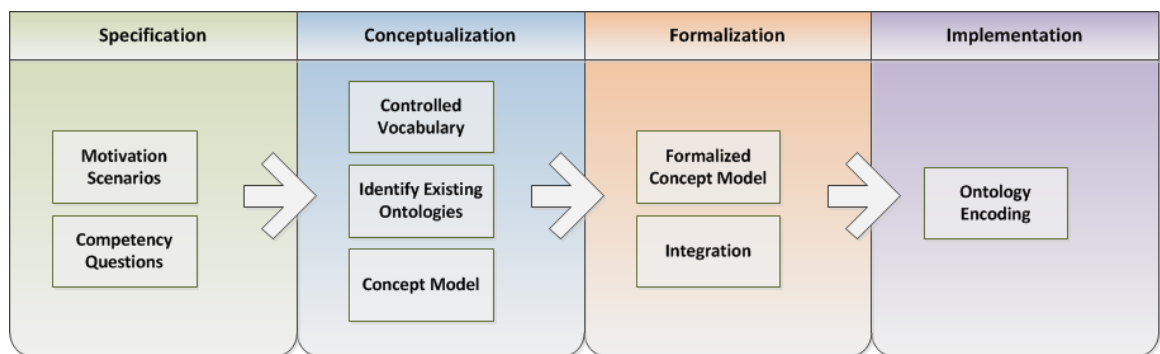 Specification
Conceptualization
Formalization
Implementation
Motivation
Scenarios
Competency
Questions
Controlled
Vocabulary
Identify Existing
Ontologies
Concept Model
Formalized
Concept Model
Integration
Ontology
Encoding